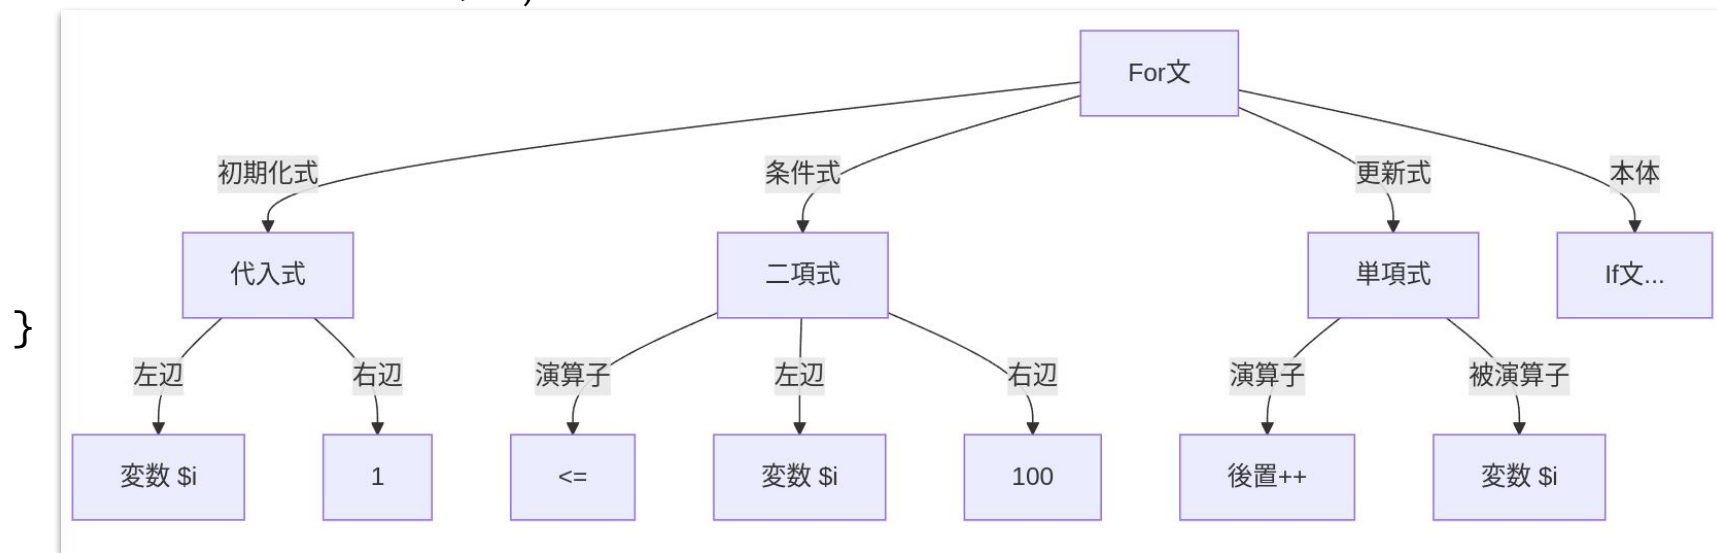 For文
初期化式 条件式 更新式 本体
代入式 二項式 単項式 If文...
}
左辺 右辺 演算子 左辺 右辺 演算子 被演算子
変数 $i 1 <= 変数 $i 100 後置++ 変数 $i